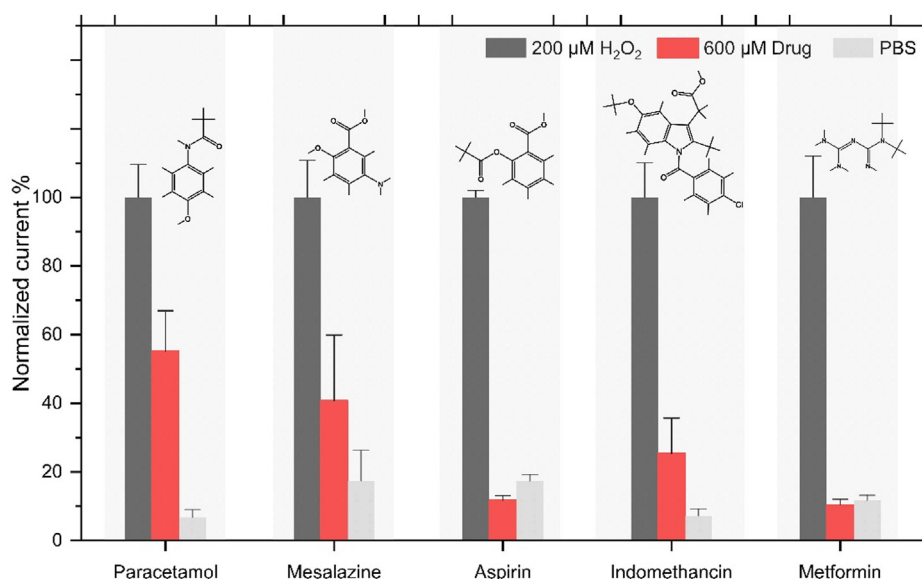 200 µM H₂O₂ 600 µM Drug PBS
Normalized current %
100
80
60
40
20
0
N
O
O
O
O
O
N
O
O
O
O
O
O
O
N
O
Cl
N
N
N
N
N
Paracetamol Mesalazine Aspirin Indomethancin Metformin